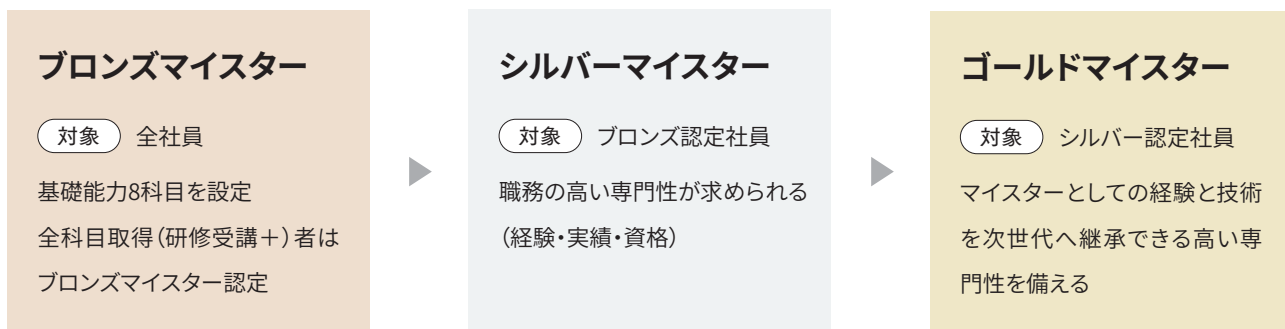 ブロンズマイスター
対象 全社員
基礎能力8科目を設定
全科目取得(研修受講＋)者は
ブロンズマイスター認定
シルバーマイスター
対象 ブロンズ認定社員
職務の高い専門性が求められる
(経験・実績・資格)
ゴールドマイスター
対象 シルバー認定社員
マイスターとしての経験と技術
を次世代へ継承できる高い専
門性を備える